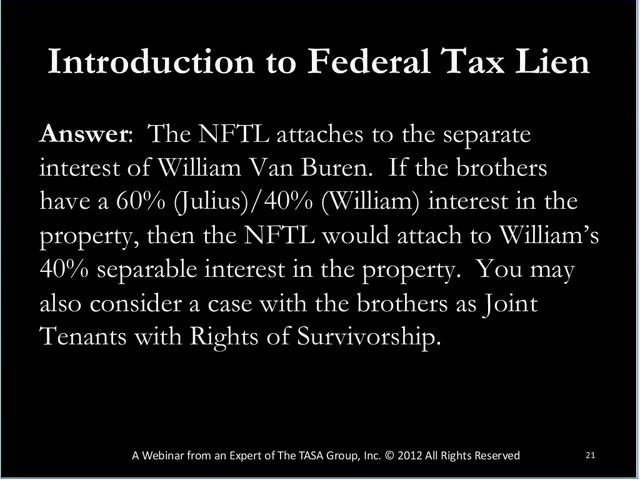 Introduction to Federal Tax Lien
Answer:  The NFTL attaches to the separate
interest of William Van Buren.  If the brothers
have a 60% (Julius)/40% (William) interest in the
property, then the NFTL would attach to William’s
40% separable interest in the property.  You may
also consider a case with the brothers as Joint
Tenants with Rights of Survivorship.
A Webinar from an Expert of The TASA Group, Inc. © 2012 All Rights Reserved
21